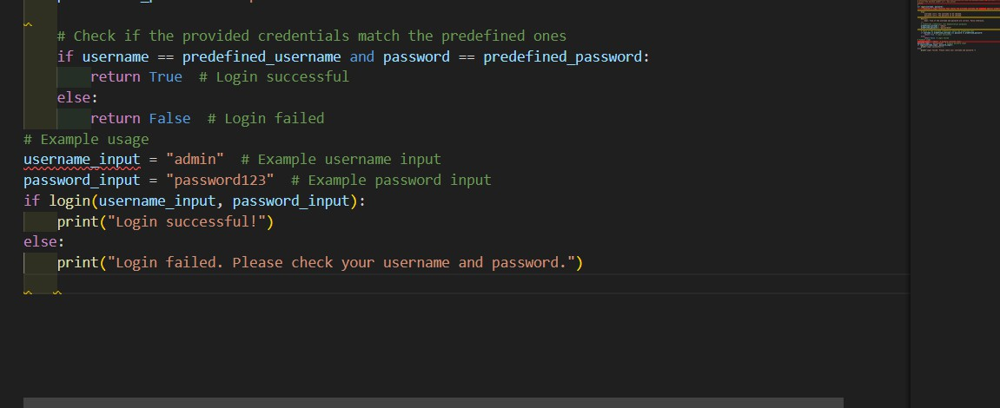 # Check if the provided credentials match the predefined ones
if username == predefined_username and password == predefined_password:
return True  # Login successful
else:
return False  # Login failed
# Example usage
username_input = "admin"  # Example username input
password_input = "password123"  # Example password input
if login(username_input, password_input):
print("Login successful!")
else:
print("Login failed. Please check your username and password.")